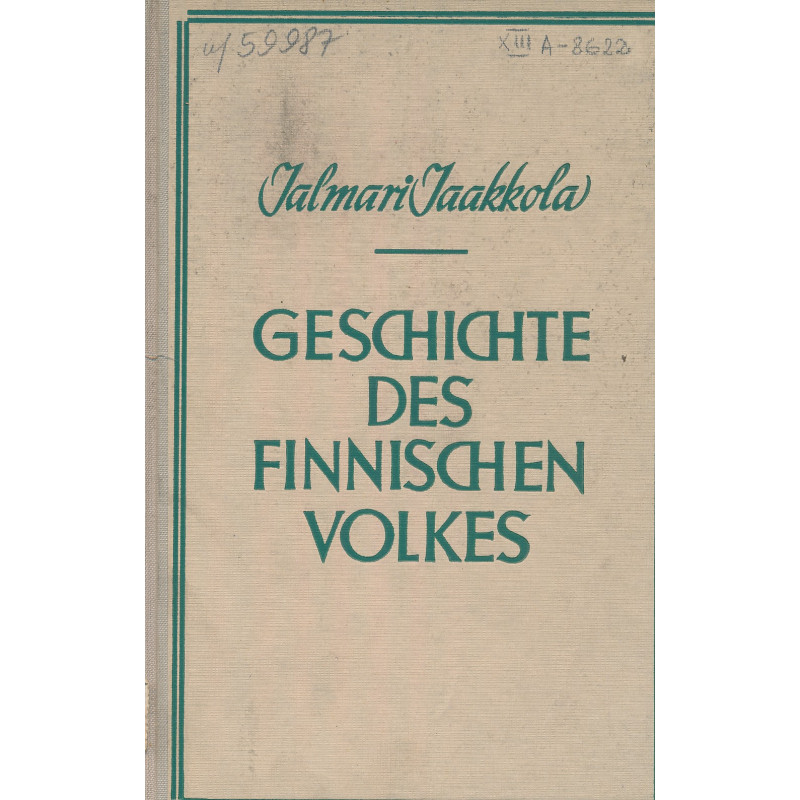 59987
XIII A-8622
Jalmari Jaakkola
GESCHICHTE
DES
FINNISCHEN
VOLKES